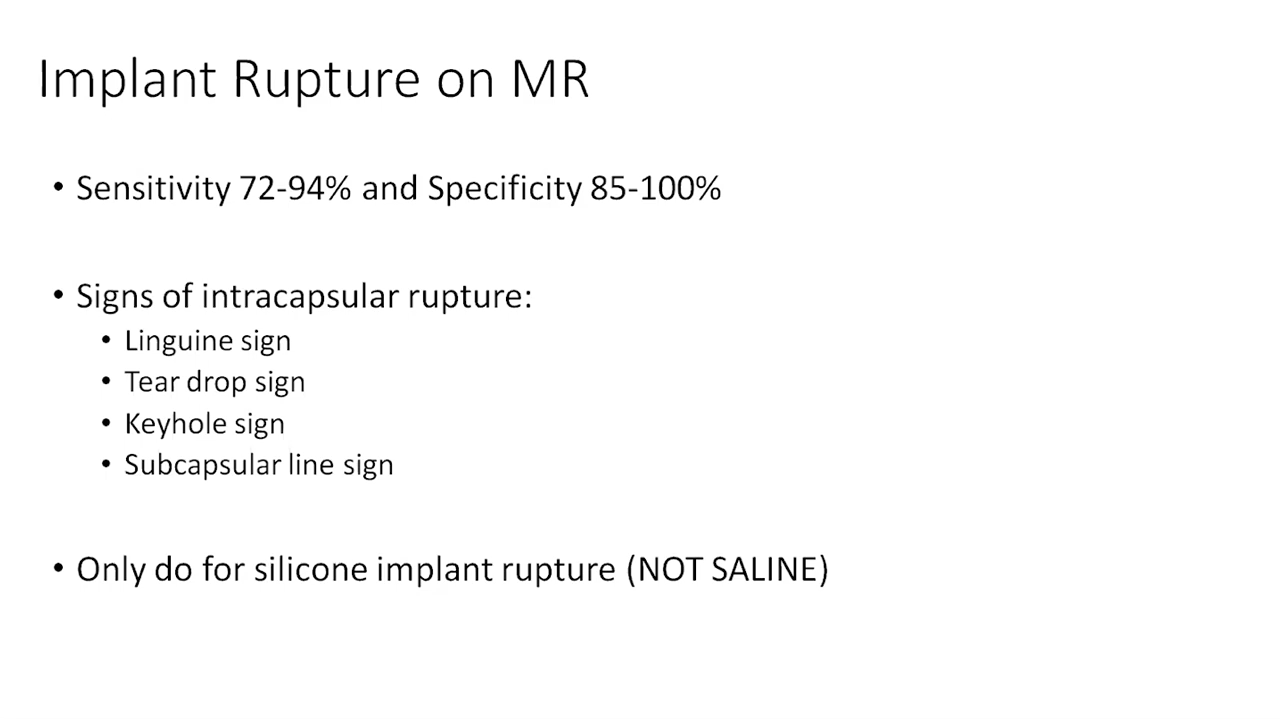 Implant Rupture on MR
• Sensitivity 72-94% and Specificity 85-100%
• Signs of intracapsular rupture:
• Linguine sign
• Tear drop sign
• Keyhole sign
• Subcapsular line sign
• Only do for silicone implant rupture (NOT SALINE)